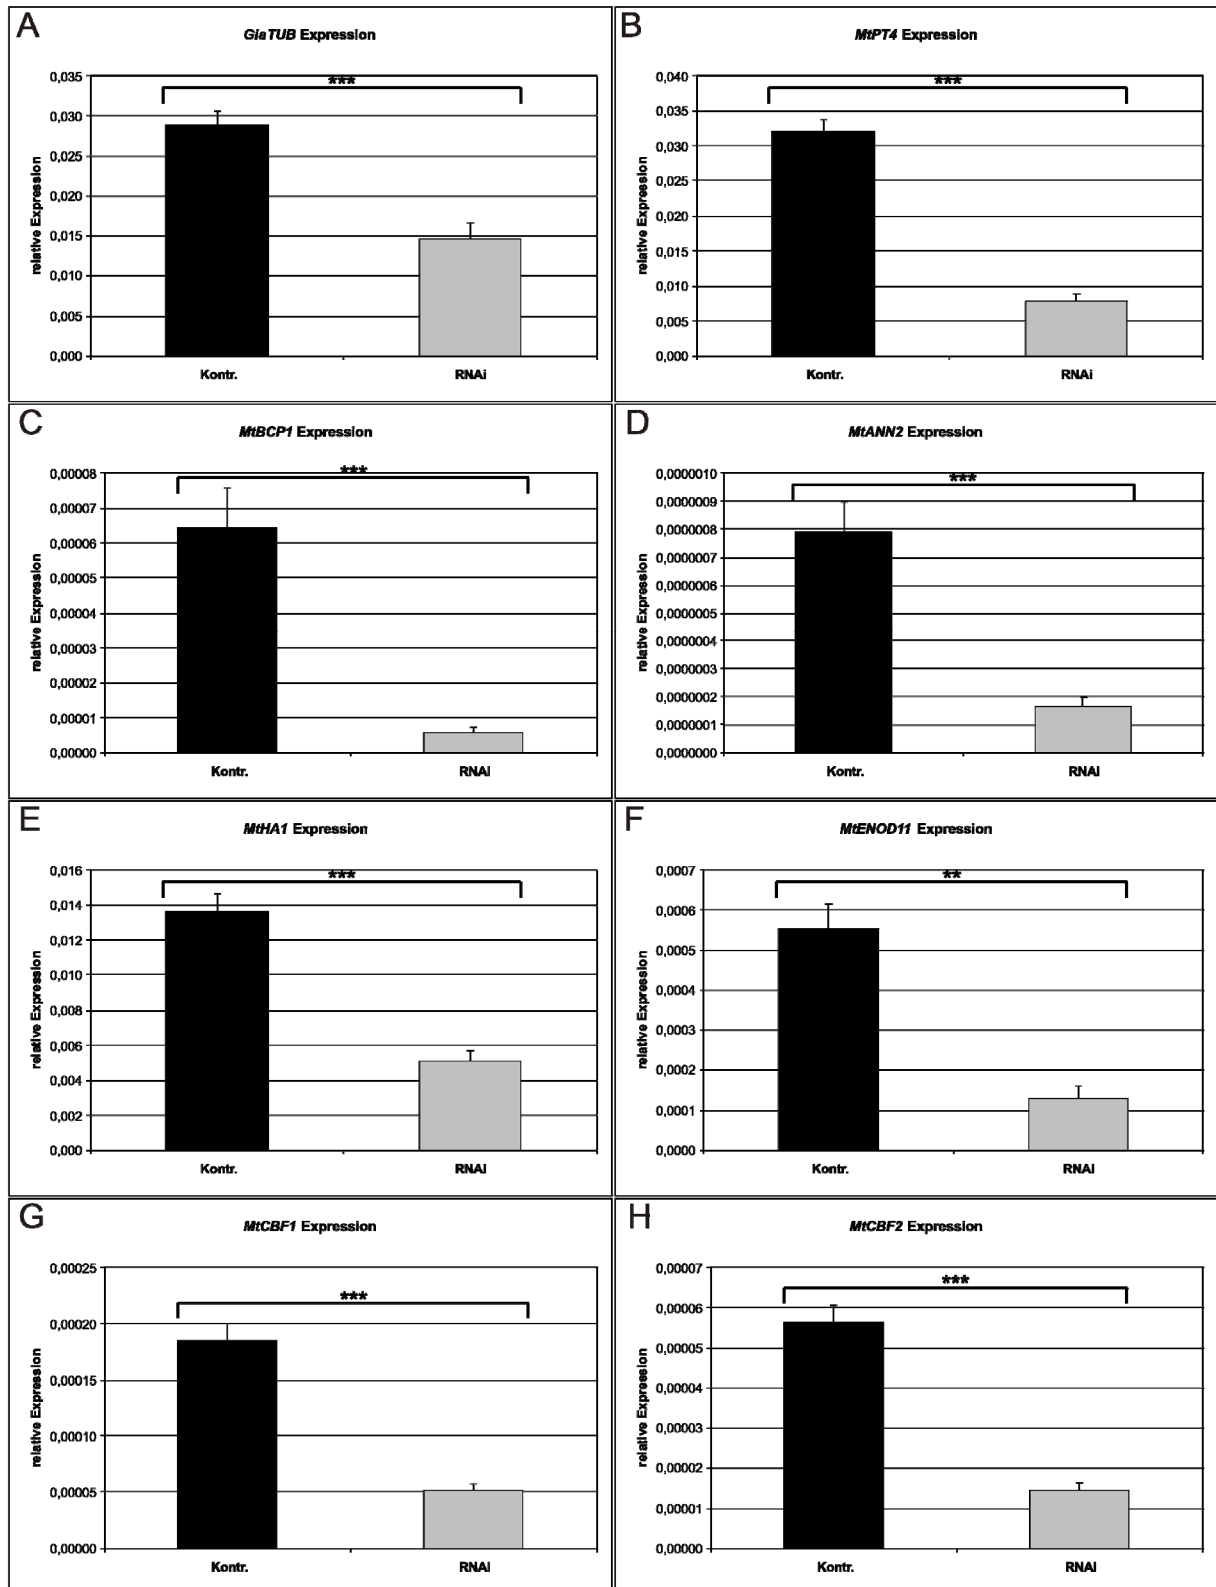 A
GiaTUB Expression
***
relative Expression
0,035
0,030
0,025
0,020
0,015
0,010
0,005
0,000
Kontr.
RNAi
B
MtPT4 Expression
***
relative Expression
0,040
0,035
0,030
0,025
0,020
0,015
0,010
0,005
0,000
Kontr.
RNAi
C
MtBCP1 Expression
***
relative Expression
0,00008
0,00007
0,00006
0,00005
0,00004
0,00003
0,00002
0,00001
0,00000
Kontr.
RNAi
D
MtANN2 Expression
***
relative Expression
0,0000010
0,0000009
0,0000008
0,0000007
0,0000006
0,0000005
0,0000004
0,0000003
0,0000002
0,0000001
0,0000000
Kontr.
RNAi
E
MtHA1 Expression
***
relative Expression
0,016
0,014
0,012
0,010
0,008
0,006
0,004
0,002
0,000
Kontr.
RNAi
F
MtENOD11 Expression
**
relative Expression
0,0007
0,0006
0,0005
0,0004
0,0003
0,0002
0,0001
0,0000
Kontr.
RNAi
G
MtCBF1 Expression
***
relative Expression
0,00025
0,00020
0,00015
0,00010
0,00005
0,00000
Kontr.
RNAi
H
MtCBF2 Expression
***
relative Expression
0,00007
0,00006
0,00005
0,00004
0,00003
0,00002
0,00001
0,00000
Kontr.
RNAi